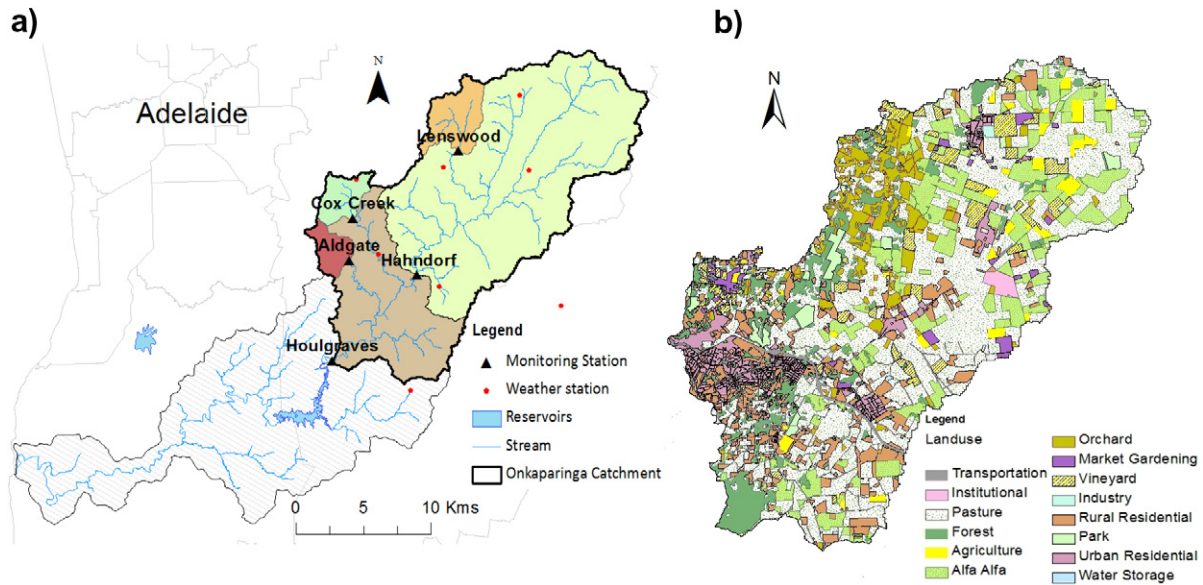 a)
N
Adelaide
Lenswood
Cox Creek
Aldgate
Hahndorf
Houlgraves
Legend
Monitoring Station
Weather station
Reservoirs
Stream
Onkaparinga Catchment
0 5 10 Kms
b)
N
Legend
Landuse
Transportation
Institutional
Pasture
Forest
Agriculture
Alfa Alfa
Orchard
Market Gardening
Vineyard
Industry
Rural Residential
Park
Urban Residential
Water Storage